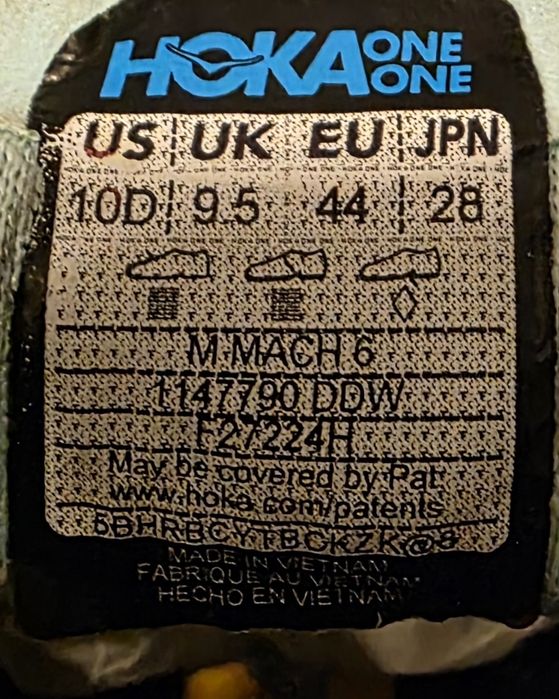 HOKA ONE ONE
US UK EU JPN
10D 9.5 44 28
M MACH 6
1147790 DDW
F27224H
May be covered by Pat.
www.hoka.com/patents
MADE IN VIETNAM
FABRIQUE AU VIETNAM
HECHO EN VIETNAM